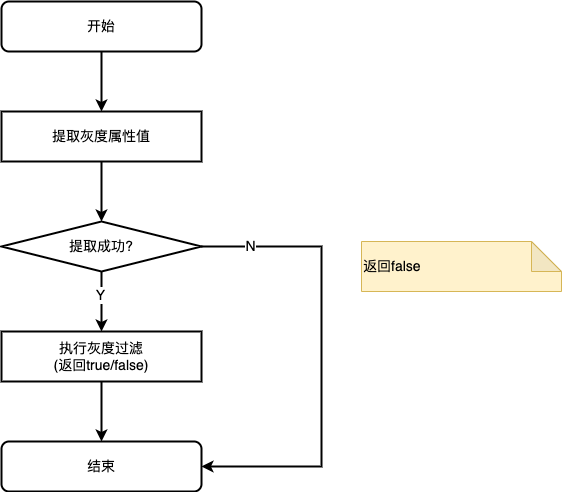 开始
提取灰度属性值
提取成功?
N
返回false
Y
执行灰度过滤
(返回true/false)
结束